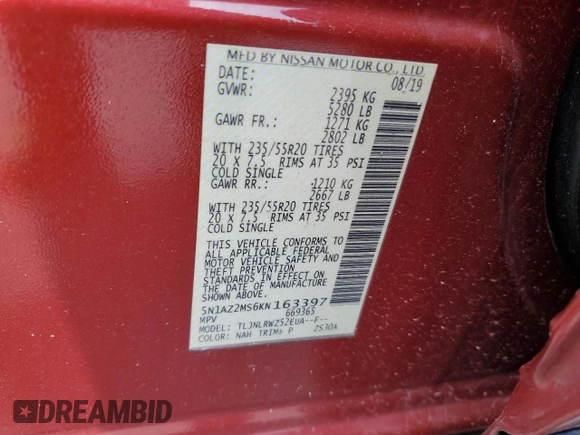 MFD BY NISSAN MOTOR CO., LTD.
DATE: 08/19
GVWR: 2395 KG
5280 LB
GAWR FR.: 1271 KG
2802 LB
WITH 235/55R20 TIRES
20 X 7.5 RIMS AT 35 PSI
COLD SINGLE
GAWR RR.: 1210 KG
2667 LB
WITH 235/55R20 TIRES
20 X 7.5 RIMS AT 35 PSI
COLD SINGLE
THIS VEHICLE CONFORMS TO
ALL APPLICABLE FEDERAL
MOTOR VEHICLE SAFETY AND
THEFT PREVENTION
STANDARDS IN EFFECT ON
THE DATE OF MANUFACTURE
SHOWN ABOVE.
5N1AZ2MS6KN163397
MPV 669365
MODEL: TLJNLRWZ52EUA--F--
COLOR: NAH TRIM: P ZS30A
DREAMBID